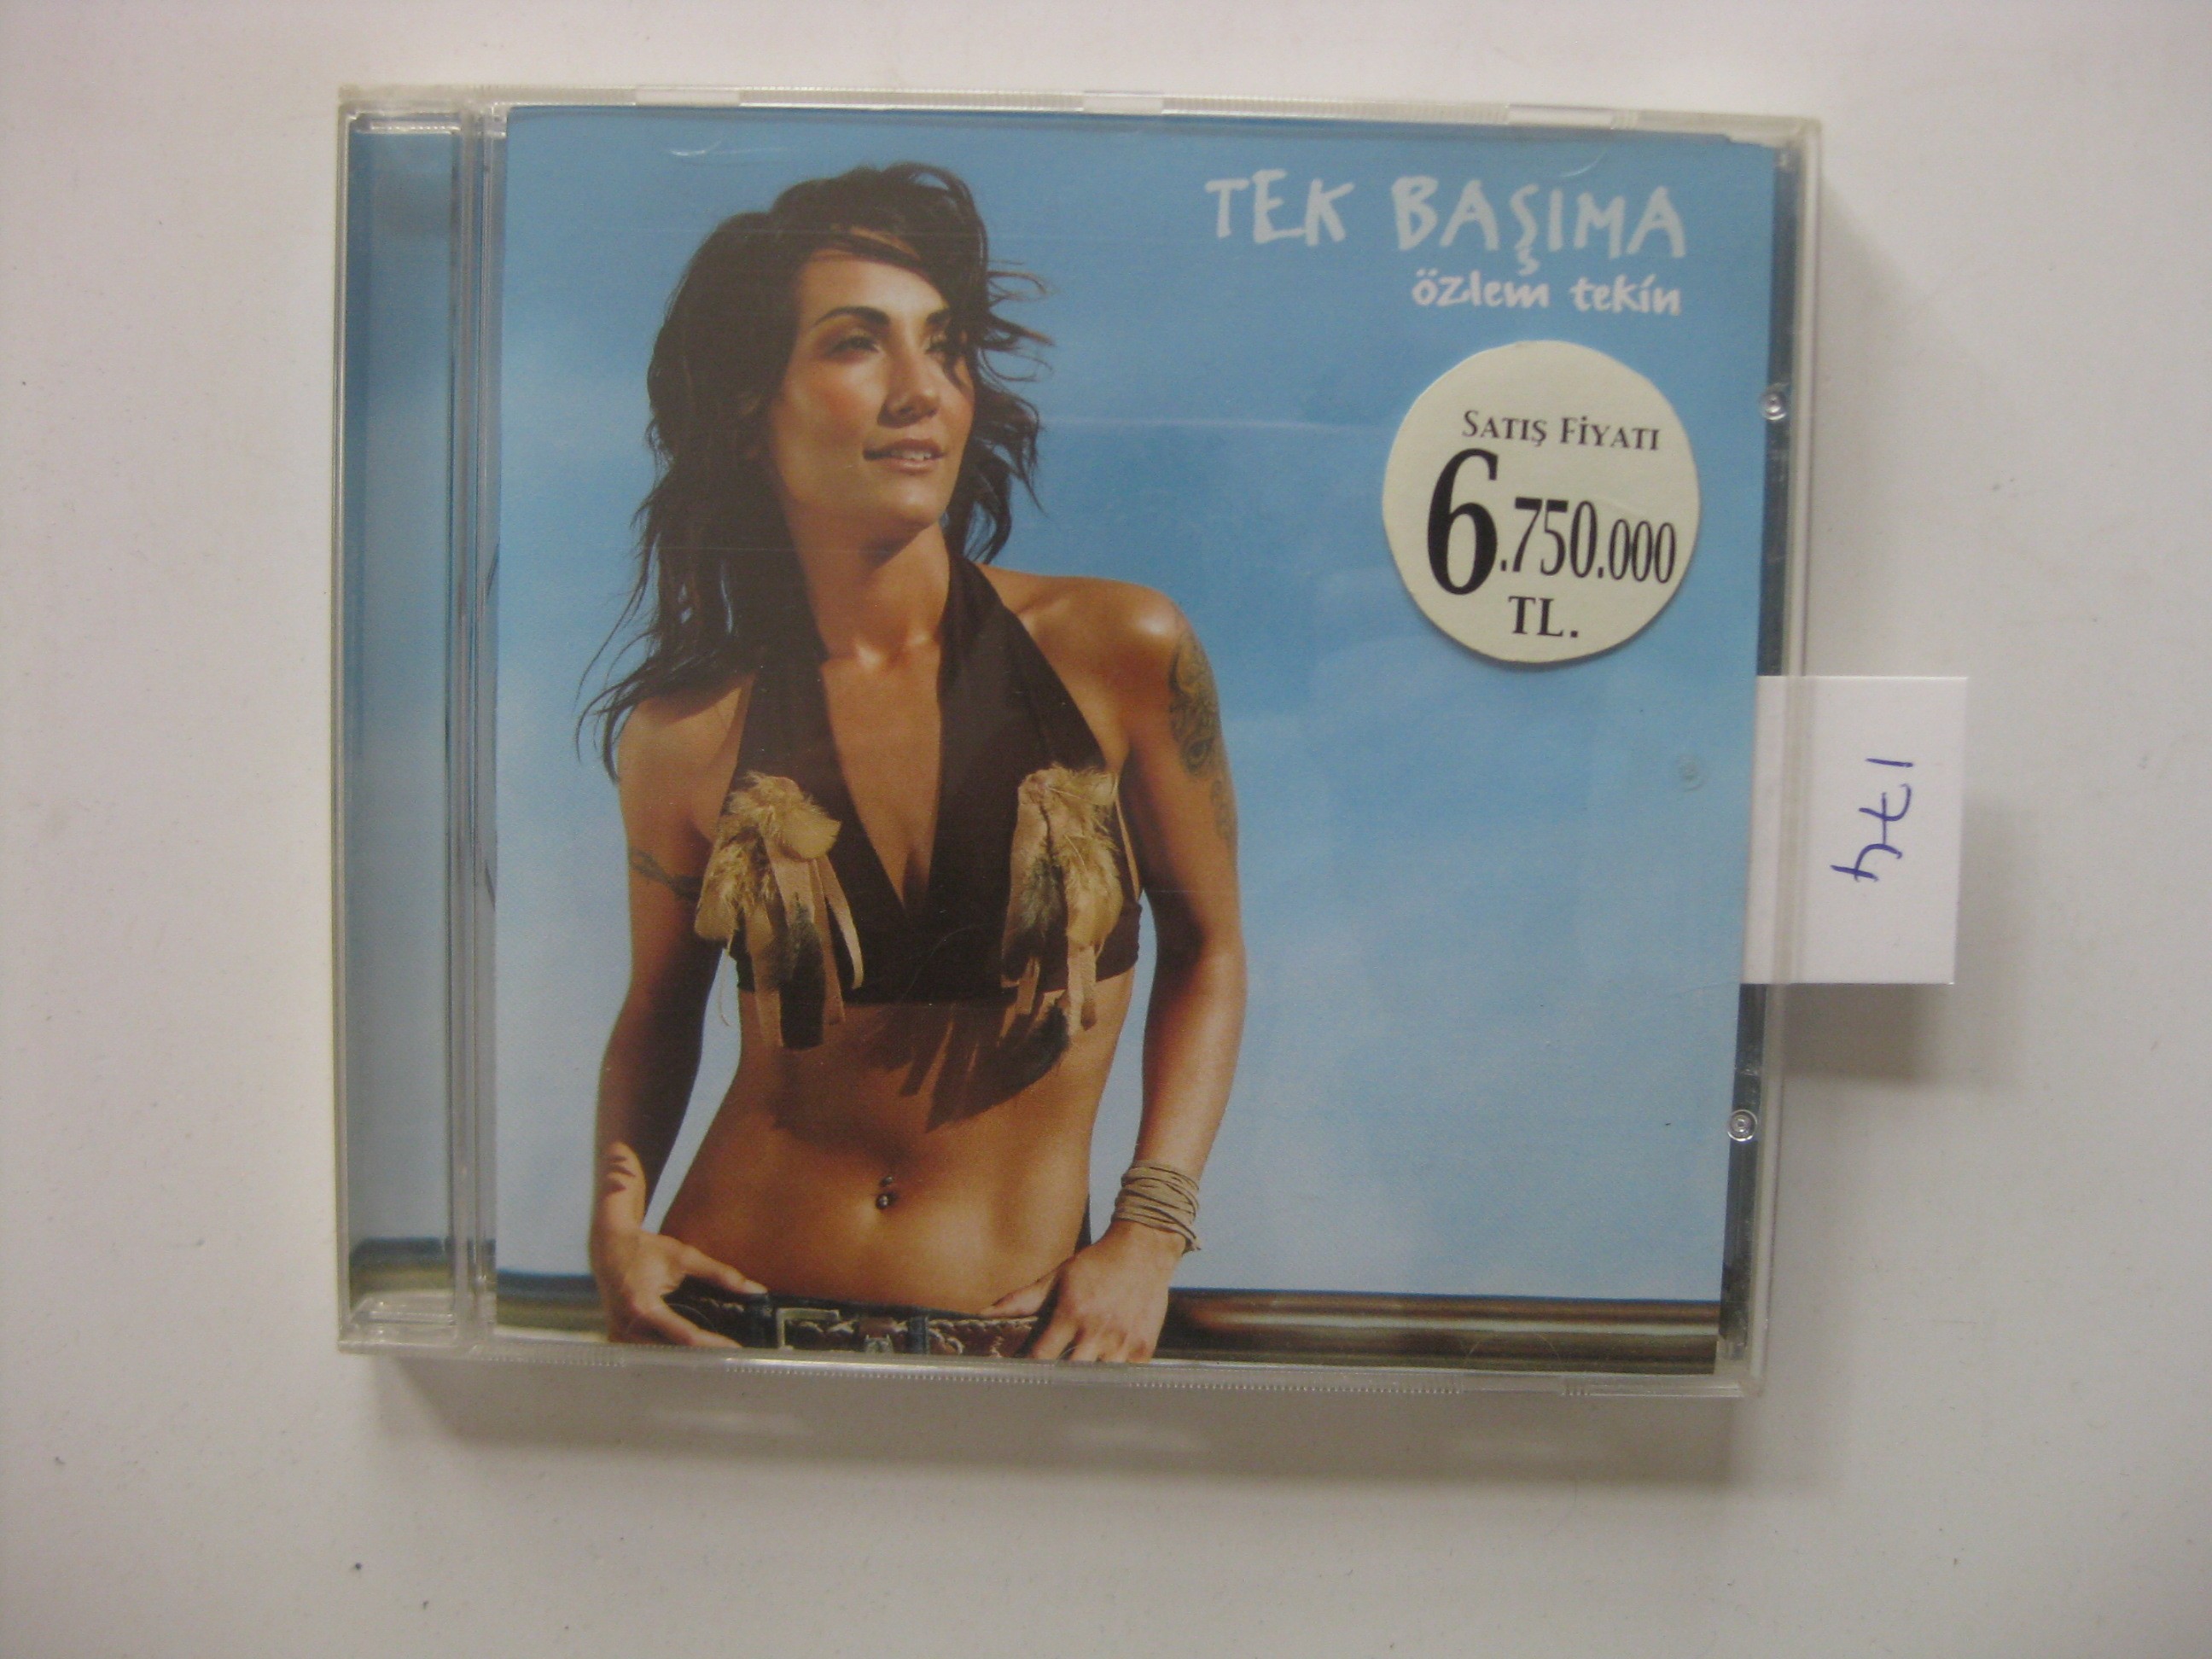 TEK BAŞIMA
özlem tekin
SATIŞ FİYATI
6.750.000
TL.
174